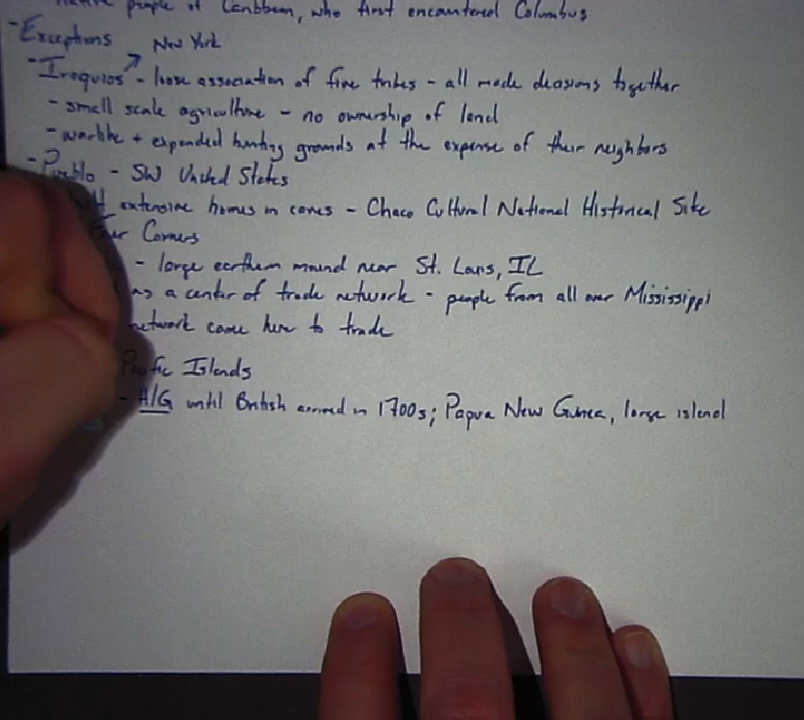 native people of Caribbean, who first encountered Columbus
-Exceptions New York
-Iroquios - loose association of five tribes - all made decisions together
-small scale agriculture - no ownership of land
-warlike + expanded hunting grounds at the expense of their neighbors
-Pueblo - SW United States
extensive homes in caves - Chaco Cultural National Historical Site
Four Corners
- large earthern mound near St. Louis, IL
as a center of trade network - people from all over Mississippi
network came here to trade
Pacific Islands
- H/G until British arrived in 1700s; Papua New Guinea, large island